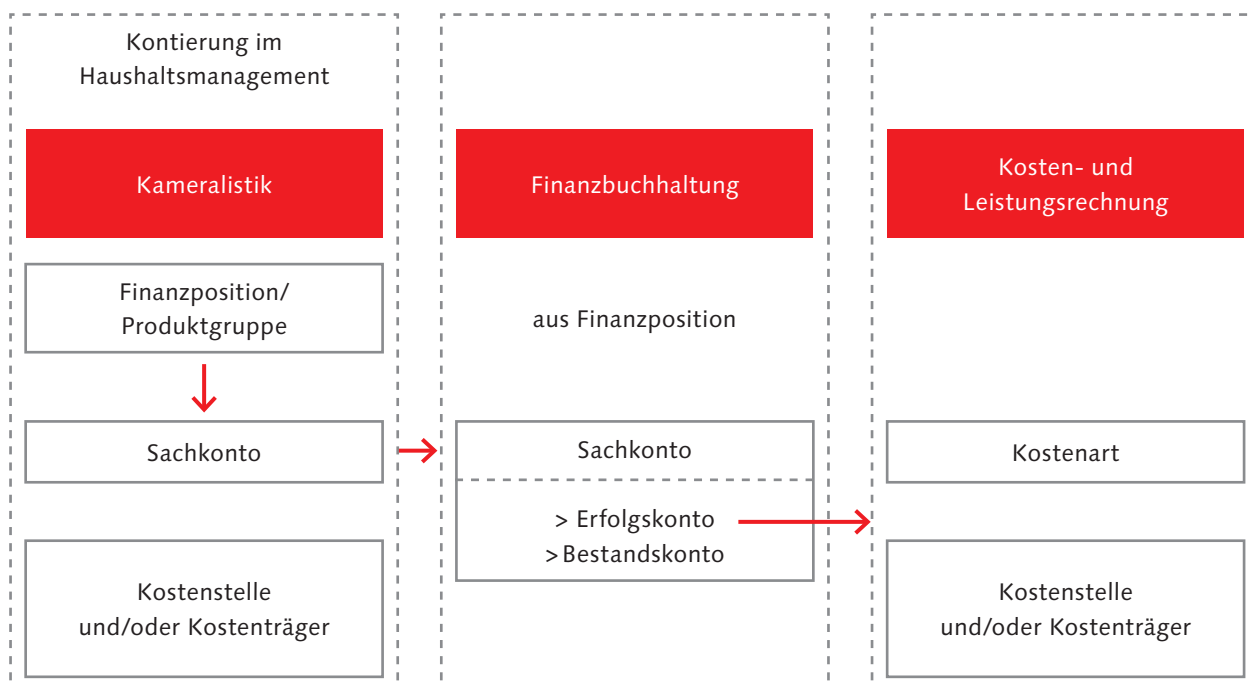 Kontierung im
Haushaltsmanagement
Kameralistik
Finanzposition/
Produktgruppe
Sachkonto
Kostenstelle
und/oder Kostenträger
Finanzbuchhaltung
aus Finanzposition
Sachkonto
> Erfolgskonto
> Bestandskonto
Kosten- und
Leistungsrechnung
Kostenart
Kostenstelle
und/oder Kostenträger